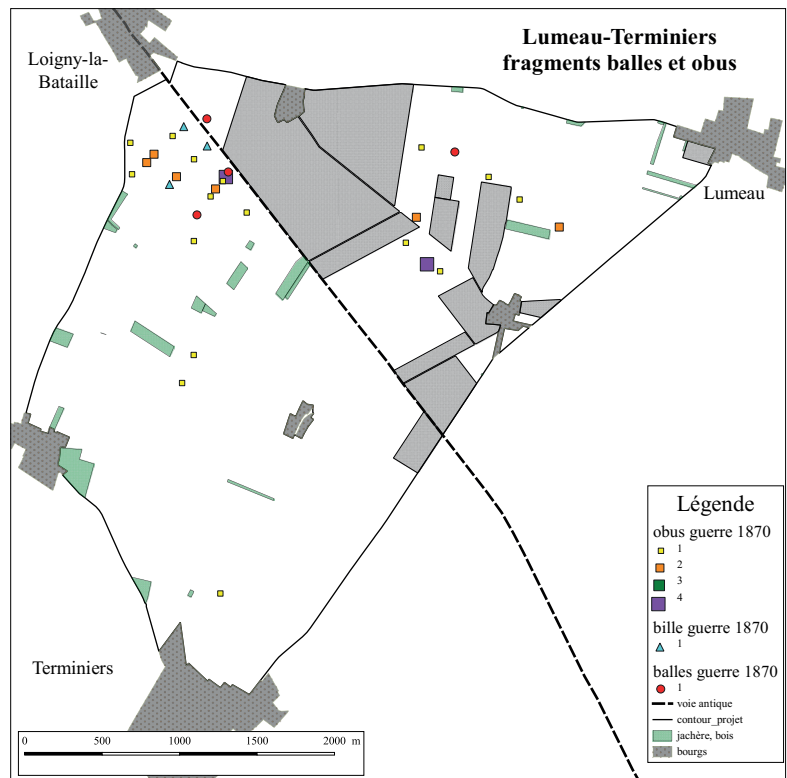 Lumeau-Terminiers
fragments balles et obus
Loigny-la-
Bataille
Lumeau
Terminiers
Légende
obus guerre 1870
1
2
3
4
bille guerre 1870
1
balles guerre 1870
1
voie antique
contour_projet
jachère, bois
bourgs
0 500 1000 1500 2000 m